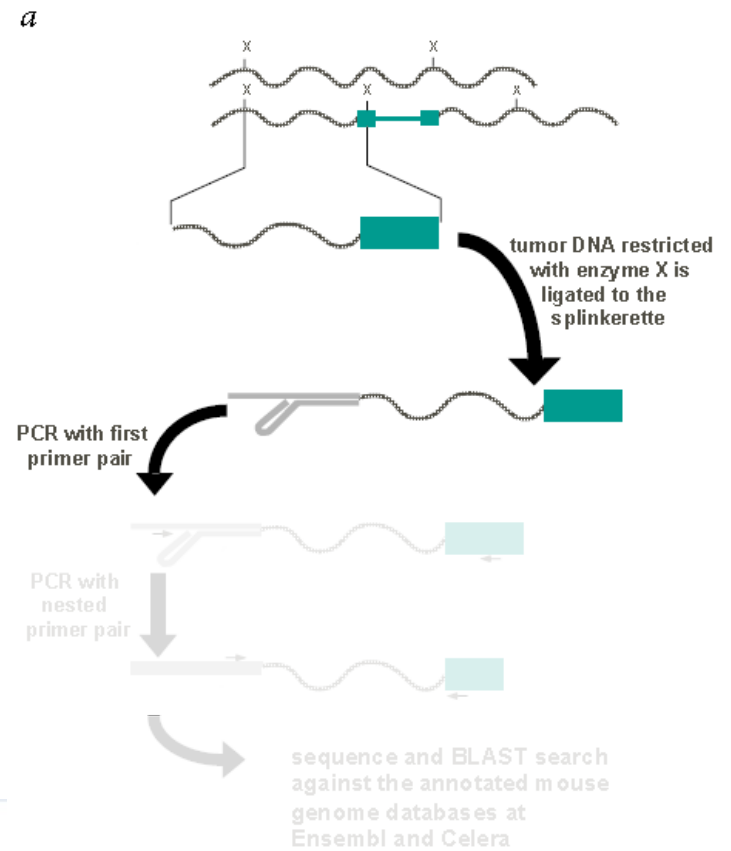 a
X X
X X X
tumor DNA restricted
with enzyme X is
ligated to the
splinkerette
PCR with first
primer pair
PCR with
nested
primer pair
sequence and BLAST search
against the annotated mouse
genome databases at
Ensembl and Celera